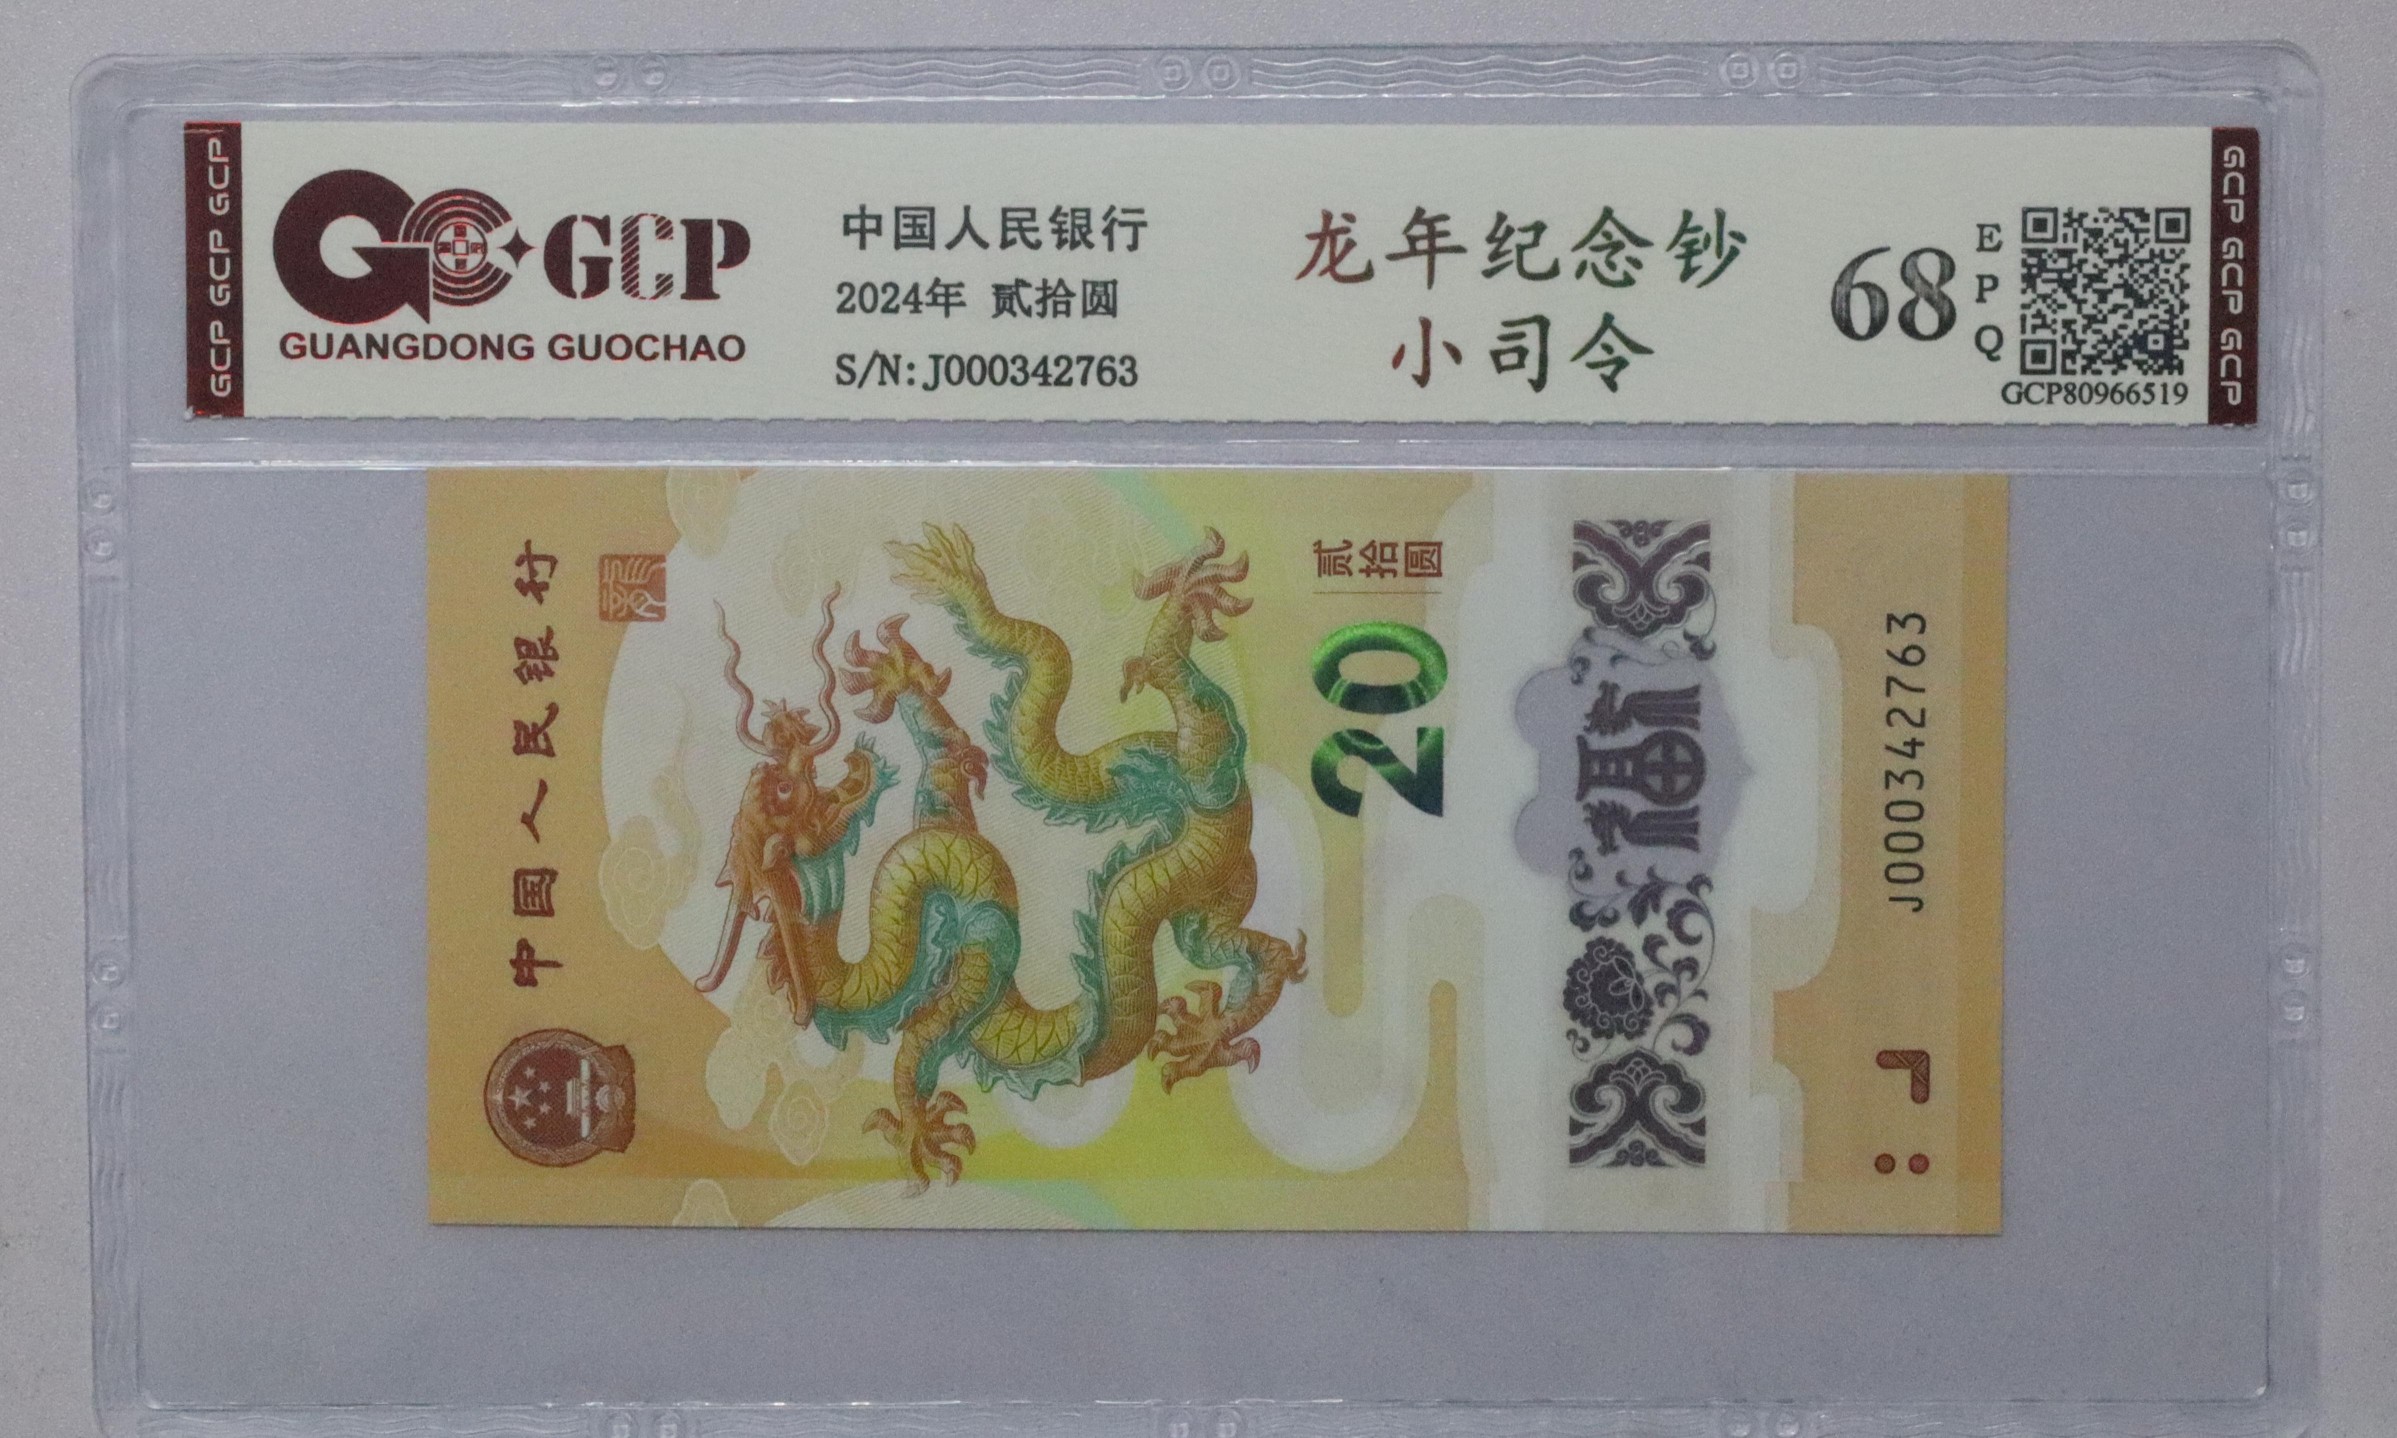 GCP GCP GCP
GCP
GUANGDONG GUOCHAO
中国人民银行
2024年 贰拾圆
S/N: J000342763
龙年纪念钞
小司令
68
EPQ
GCP80966519
GCP GCP GCP
中国人民银行
贰拾圆
20
福
J000342763